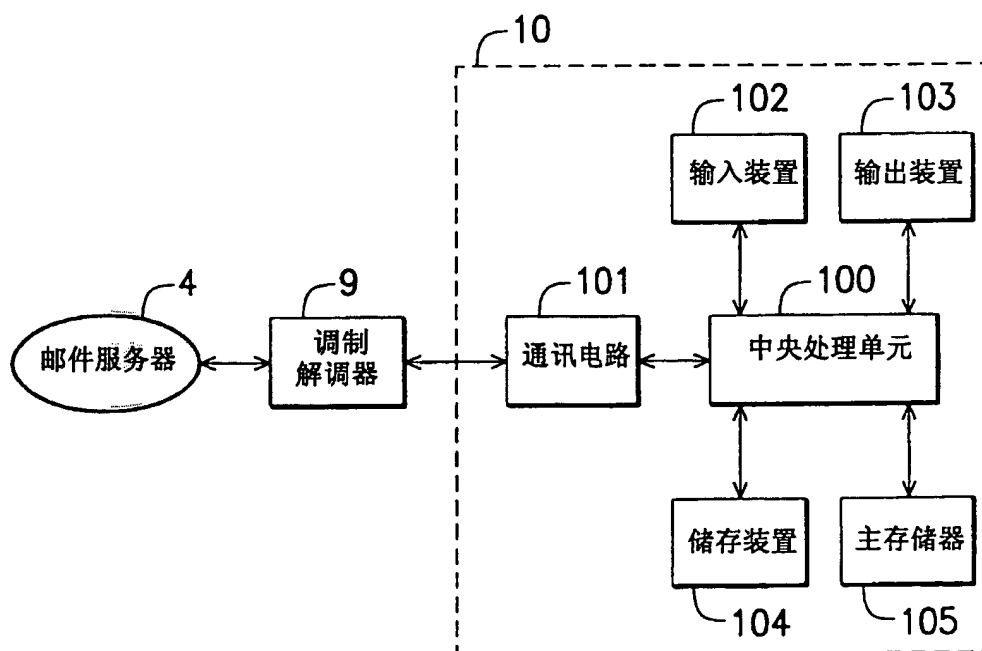 10
102
103
输入装置
输出装置
4
9
101
100
邮件服务器
调制
解调器
通讯电路
中央处理单元
储存装置
主存储器
104
105